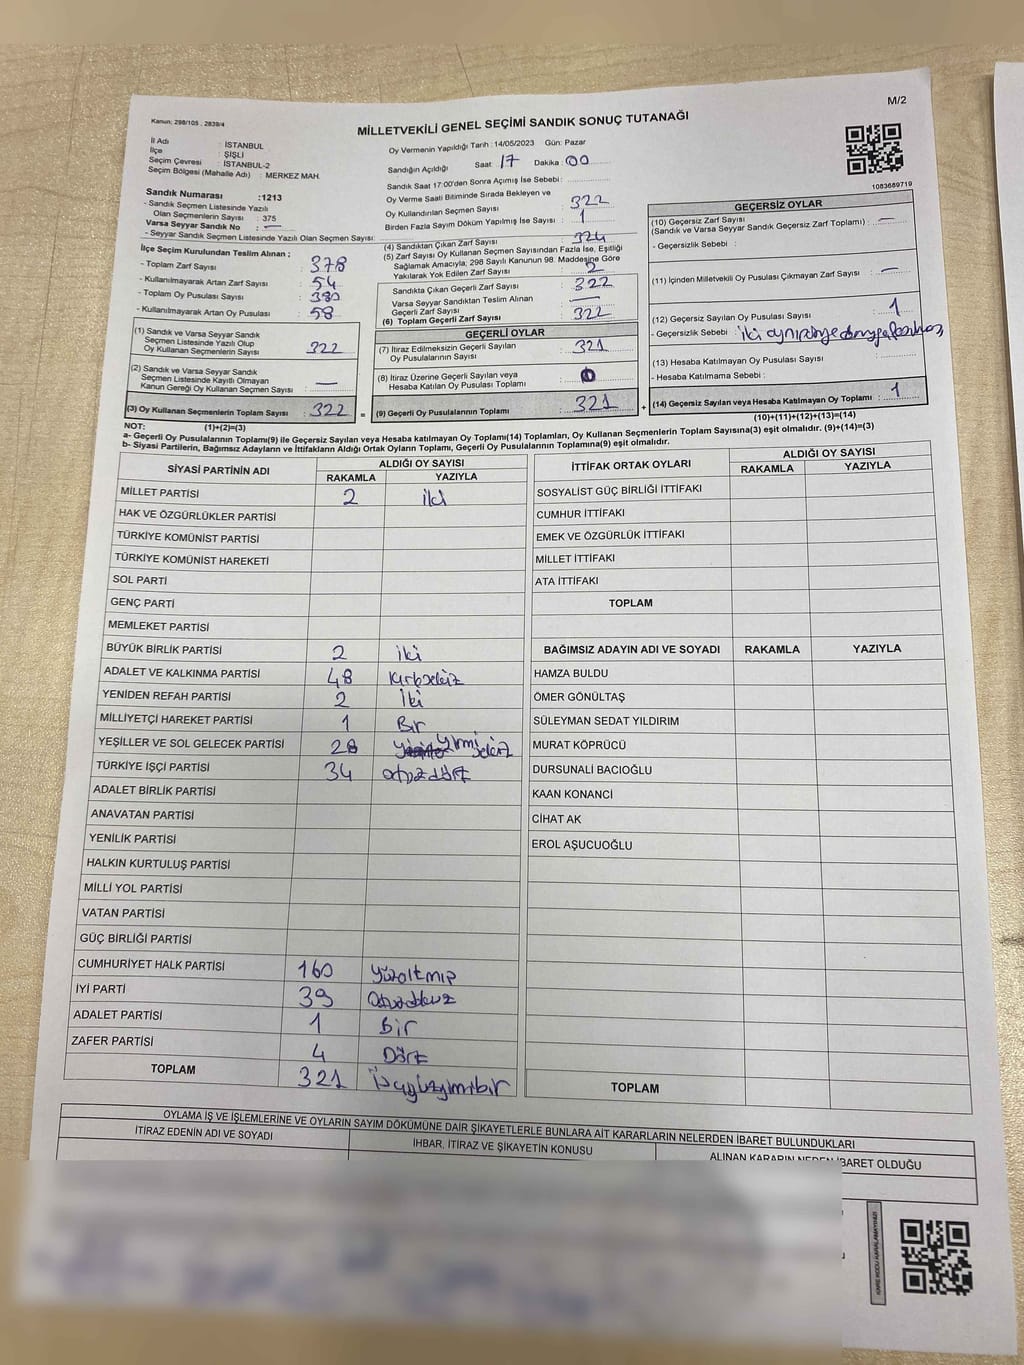 M/2
Kanun; 298/105 , 2839/4
MİLLETVEKİLİ GENEL SEÇİMİ SANDIK SONUÇ TUTANAĞI
İl Adı : İSTANBUL
İlçe : ŞİŞLİ
Seçim Çevresi : İSTANBUL-2
Seçim Bölgesi (Mahalle Adı) : MERKEZ MAH.
Sandık Numarası :1213
- Sandık Seçmen Listesinde Yazılı
Olan Seçmenlerin Sayısı : 375
Varsa Seyyar Sandık No : —
- Seyyar Sandık Seçmen Listesinde Yazılı Olan Seçmen Sayısı:
İlçe Seçim Kurulundan Teslim Alınan ;
- Toplam Zarf Sayısı : 378
- Kullanılmayarak Artan Zarf Sayısı : 54
- Toplam Oy Pusulası Sayısı : 380
- Kullanılmayarak Artan Oy Pusulası : 58
(1) Sandık ve Varsa Seyyar Sandık
Seçmen Listesinde Yazılı Olup
Oy Kullanan Seçmenlerin Sayısı : 322
(2) Sandık ve Varsa Seyyar Sandık
Seçmen Listesinde Kayıtlı Olmayan
Kanun Gereği Oy Kullanan Seçmen Sayısı : —
(3) Oy Kullanan Seçmenlerin Toplam Sayısı : 322 =
Oy Vermenin Yapıldığı Tarih :14/05/2023 Gün: Pazar
Sandığın Açıldığı Saat 17 Dakika : 00
Sandık Saat 17:00'den Sonra Açımış İse Sebebi :
Oy Verme Saati Bitiminde Sırada Bekleyen ve
Oy Kullandırılan Seçmen Sayısı : 322
Birden Fazla Sayım Döküm Yapılmış İse Sayısı : 1
(4) Sandıktan Çıkan Zarf Sayısı : 324
(5) Zarf Sayısı Oy Kullanan Seçmen Sayısından Fazla İse, Eşitliği
Sağlamak Amacıyla; 298 Sayılı Kanunun 98. Maddesine Göre
Yakılarak Yok Edilen Zarf Sayısı : 2
Sandıkta Çıkan Geçerli Zarf Sayısı : 322
Varsa Seyyar Sandıktan Teslim Alınan
Geçerli Zarf Sayısı : —
(6) Toplam Geçerli Zarf Sayısı : 322
GEÇERLİ OYLAR
(7) İtiraz Edilmeksizin Geçerli Sayılan
Oy Pusulalarının Sayısı : 321
(8) İtiraz Üzerine Geçerli Sayılan veya
Hesaba Katılan Oy Pusulası Toplamı : 0
(9) Geçerli Oy Pusulalarının Toplamı : 321 +
1083689719
GEÇERSİZ OYLAR
(10) Geçersiz Zarf Sayısı
(Sandık ve Varsa Seyyar Sandık Geçersiz Zarf Toplamı) : —
- Geçersizlik Sebebi :
(11) İçinden Milletvekili Oy Pusulası Çıkmayan Zarf Sayısı : —
(12) Geçersiz Sayılan Oy Pusulası Sayısı : 1
- Geçersizlik Sebebi : iki ayrı
(13) Hesaba Katılmayan Oy Pusulası Sayısı :
- Hesaba Katılmama Sebebi :
(14) Geçersiz Sayılan veya Hesaba Katılmayan Oy Toplamı : 1
(10)+(11)+(12)+(13)=(14)
NOT: (1)+(2)=(3)
a- Geçerli Oy Pusulalarının Toplamı(9) ile Geçersiz Sayılan veya Hesaba katılmayan Oy Toplamı(14) Toplamları, Oy Kullanan Seçmenlerin Toplam Sayısına(3) eşit olmalıdır. (9)+(14)=(3)
b- Siyasi Partilerin, Bağımsız Adayların ve İttifakların Aldığı Ortak Oyların Toplamı, Geçerli Oy Pusulalarının Toplamına(9) eşit olmalıdır.
SİYASİ PARTİNİN ADI ALDIĞI OY SAYISI
RAKAMLA YAZIYLA
MİLLET PARTİSİ 2 iki
HAK VE ÖZGÜRLÜKLER PARTİSİ
TÜRKİYE KOMÜNİST PARTİSİ
TÜRKİYE KOMÜNİST HAREKETİ
SOL PARTİ
GENÇ PARTİ
MEMLEKET PARTİSİ
BÜYÜK BİRLİK PARTİSİ 2 iki
ADALET VE KALKINMA PARTİSİ 48 kırksekiz
YENİDEN REFAH PARTİSİ 2 İki
MİLLİYETÇİ HAREKET PARTİSİ 1 Bir
YEŞİLLER VE SOL GELECEK PARTİSİ 28 yirmi sekiz
TÜRKİYE İŞÇİ PARTİSİ 34 otuzdört
ADALET BİRLİK PARTİSİ
ANAVATAN PARTİSİ
YENİLİK PARTİSİ
HALKIN KURTULUŞ PARTİSİ
MİLLİ YOL PARTİSİ
VATAN PARTİSİ
GÜÇ BİRLİĞİ PARTİSİ
CUMHURİYET HALK PARTİSİ 160 yüzaltmış
İYİ PARTİ 39 otuzdokuz
ADALET PARTİSİ 1 Bir
ZAFER PARTİSİ 4 Dört
TOPLAM 321 üçyüzyirmibir
İTTİFAK ORTAK OYLARI ALDIĞI OY SAYISI
RAKAMLA YAZIYLA
SOSYALİST GÜÇ BİRLİĞİ İTTİFAKI
CUMHUR İTTİFAKI
EMEK VE ÖZGÜRLÜK İTTİFAKI
MİLLET İTTİFAKI
ATA İTTİFAKI
TOPLAM
BAĞIMSIZ ADAYIN ADI VE SOYADI RAKAMLA YAZIYLA
HAMZA BULDU
ÖMER GÖNÜLTAŞ
SÜLEYMAN SEDAT YILDIRIM
MURAT KÖPRÜCÜ
DURSUNALİ BACIOĞLU
KAAN KONANCİ
CİHAT AK
EROL AŞUCUOĞLU
TOPLAM
OYLAMA İŞ VE İŞLEMLERİNE VE OYLARIN SAYIM DÖKÜMÜNE DAİR ŞİKAYETLERLE BUNLARA AİT KARARLARIN NELERDEN İBARET BULUNDUKLARI
İTİRAZ EDENİN ADI VE SOYADI İHBAR, İTİRAZ VE ŞİKAYETİN KONUSU ALINAN KARARIN NEDEN İBARET OLDUĞU
KARE KODU KARALAMAYINIZ!